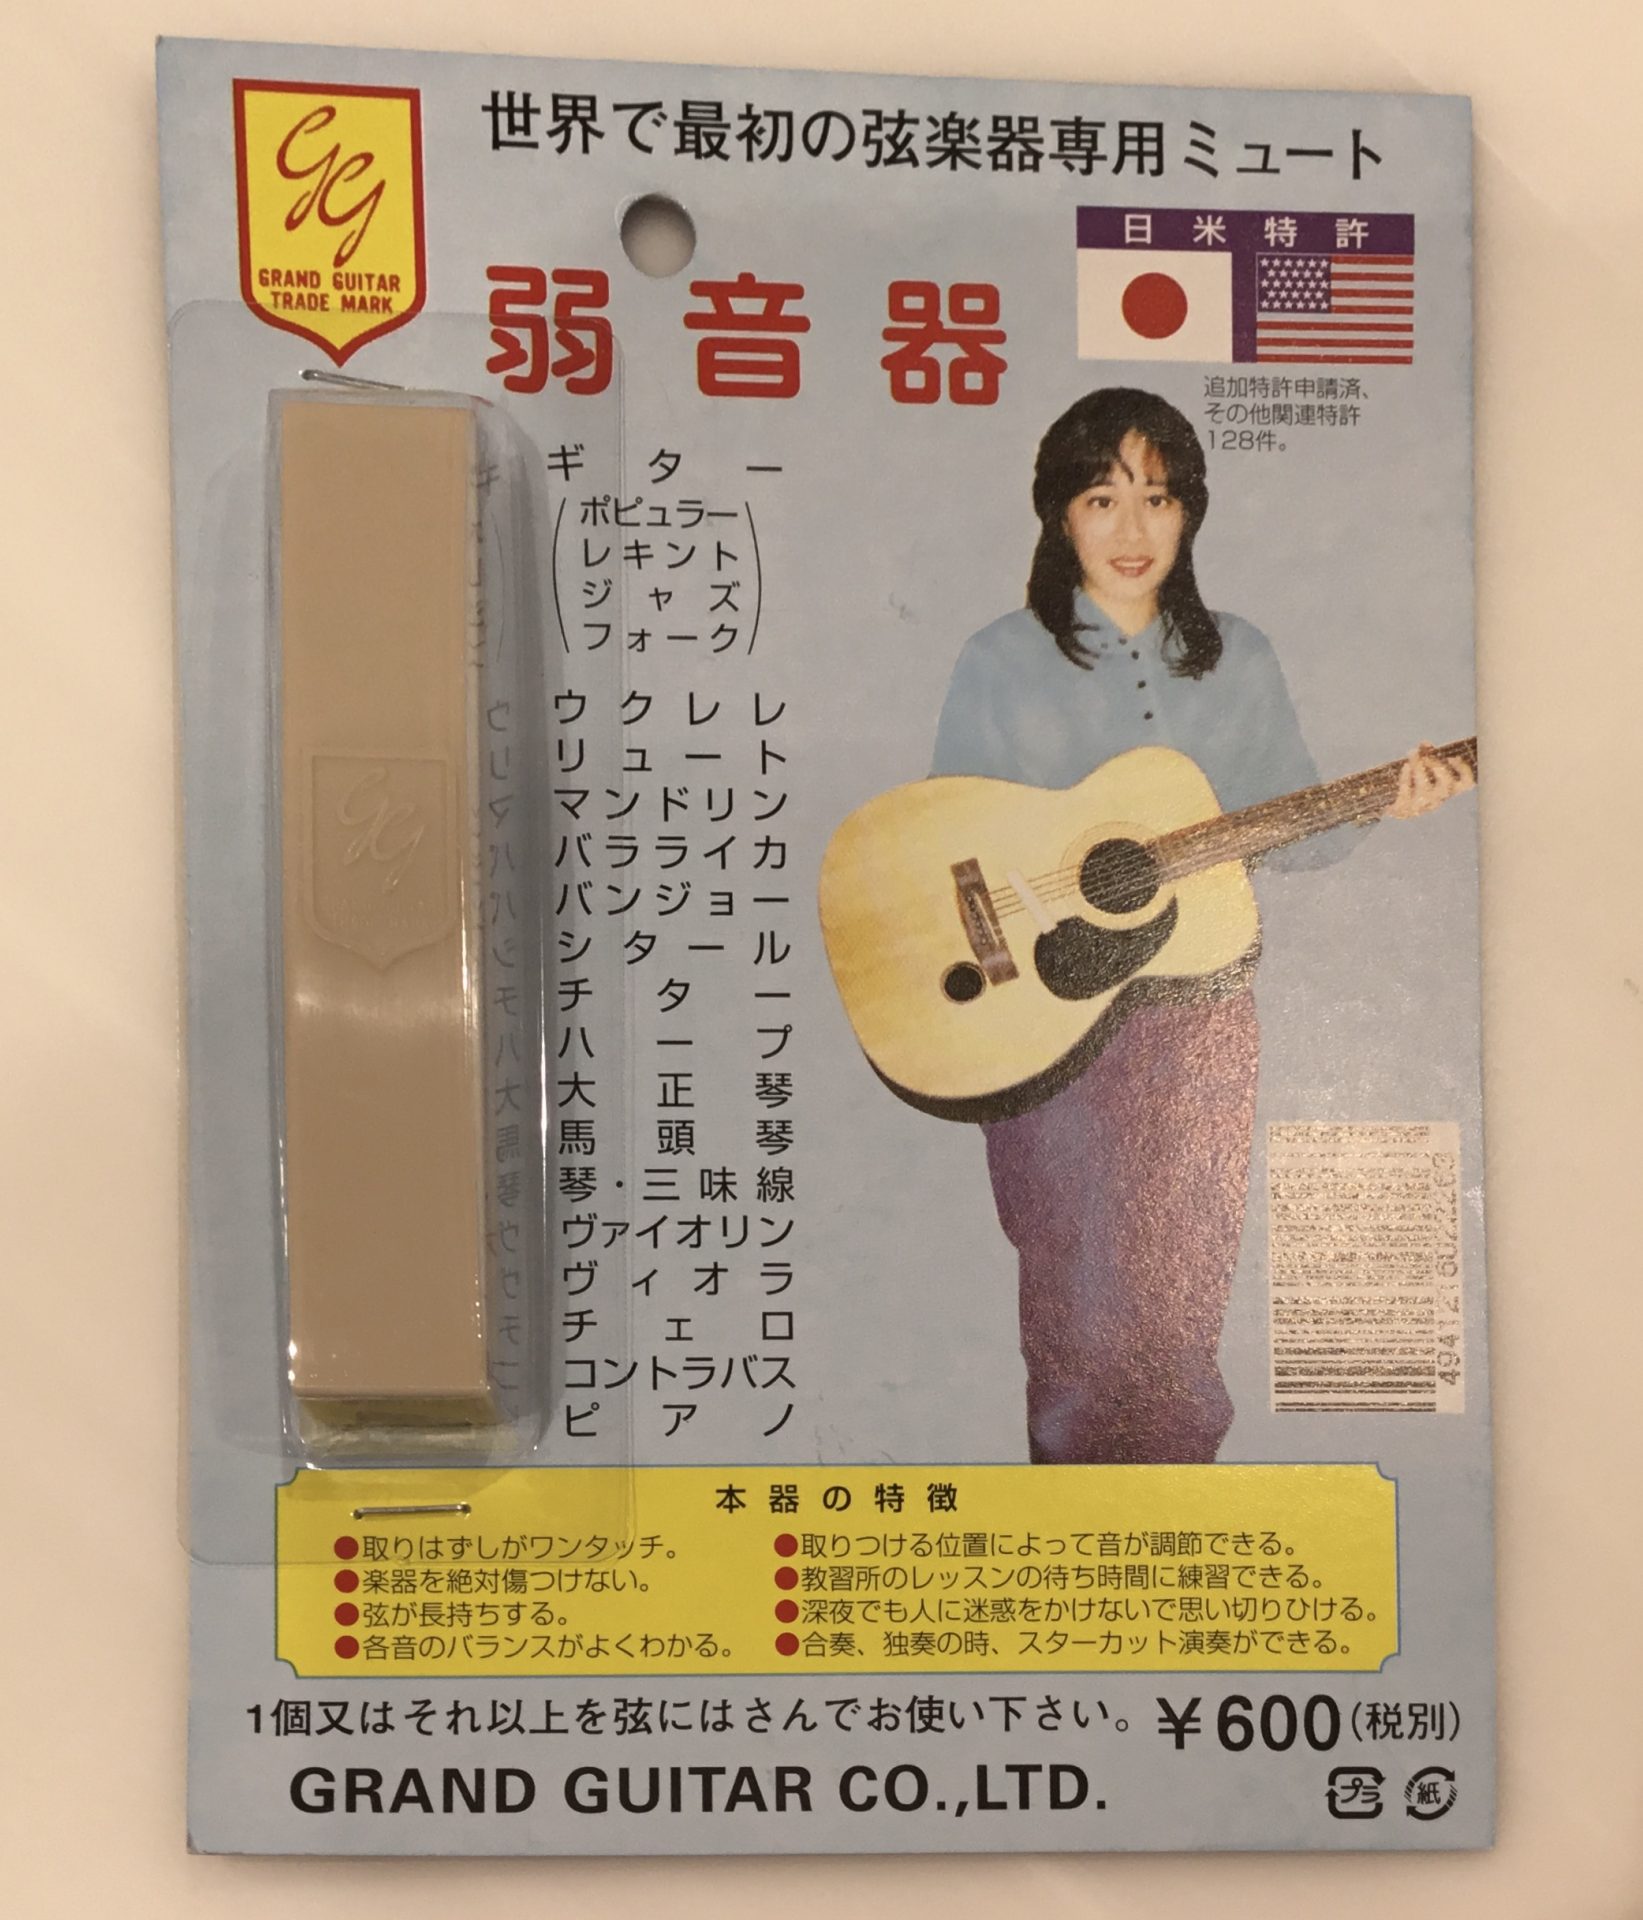 世界で最初の弦楽器専用ミュート
GG
GRAND GUITAR
TRADE MARK
日米特許
弱音器
追加特許申請済、
その他関連特許
128件。
ギター
(ポピュラー
レキント
ジャズ
フォーク)
ウクレレ
リュート
マンドリン
バラライカ
バンジョー
シタール
チター
ハープ
大正琴
馬頭琴
琴・三味線
ヴァイオリン
ヴィオラ
チェロ
コントラバス
ピアノ
GG
本器の特徴
●取りはずしがワンタッチ。
●楽器を絶対傷つけない。
●弦が長持ちする。
●各音のバランスがよくわかる。
●取りつける位置によって音が調節できる。
●教習所のレッスンの待ち時間に練習できる。
●深夜でも人に迷惑をかけないで思い切りひける。
●合奏、独奏の時、スターカット演奏ができる。
1個又はそれ以上を弦にはさんでお使い下さい。¥600(税別)
GRAND GUITAR CO.,LTD.
プラ
紙